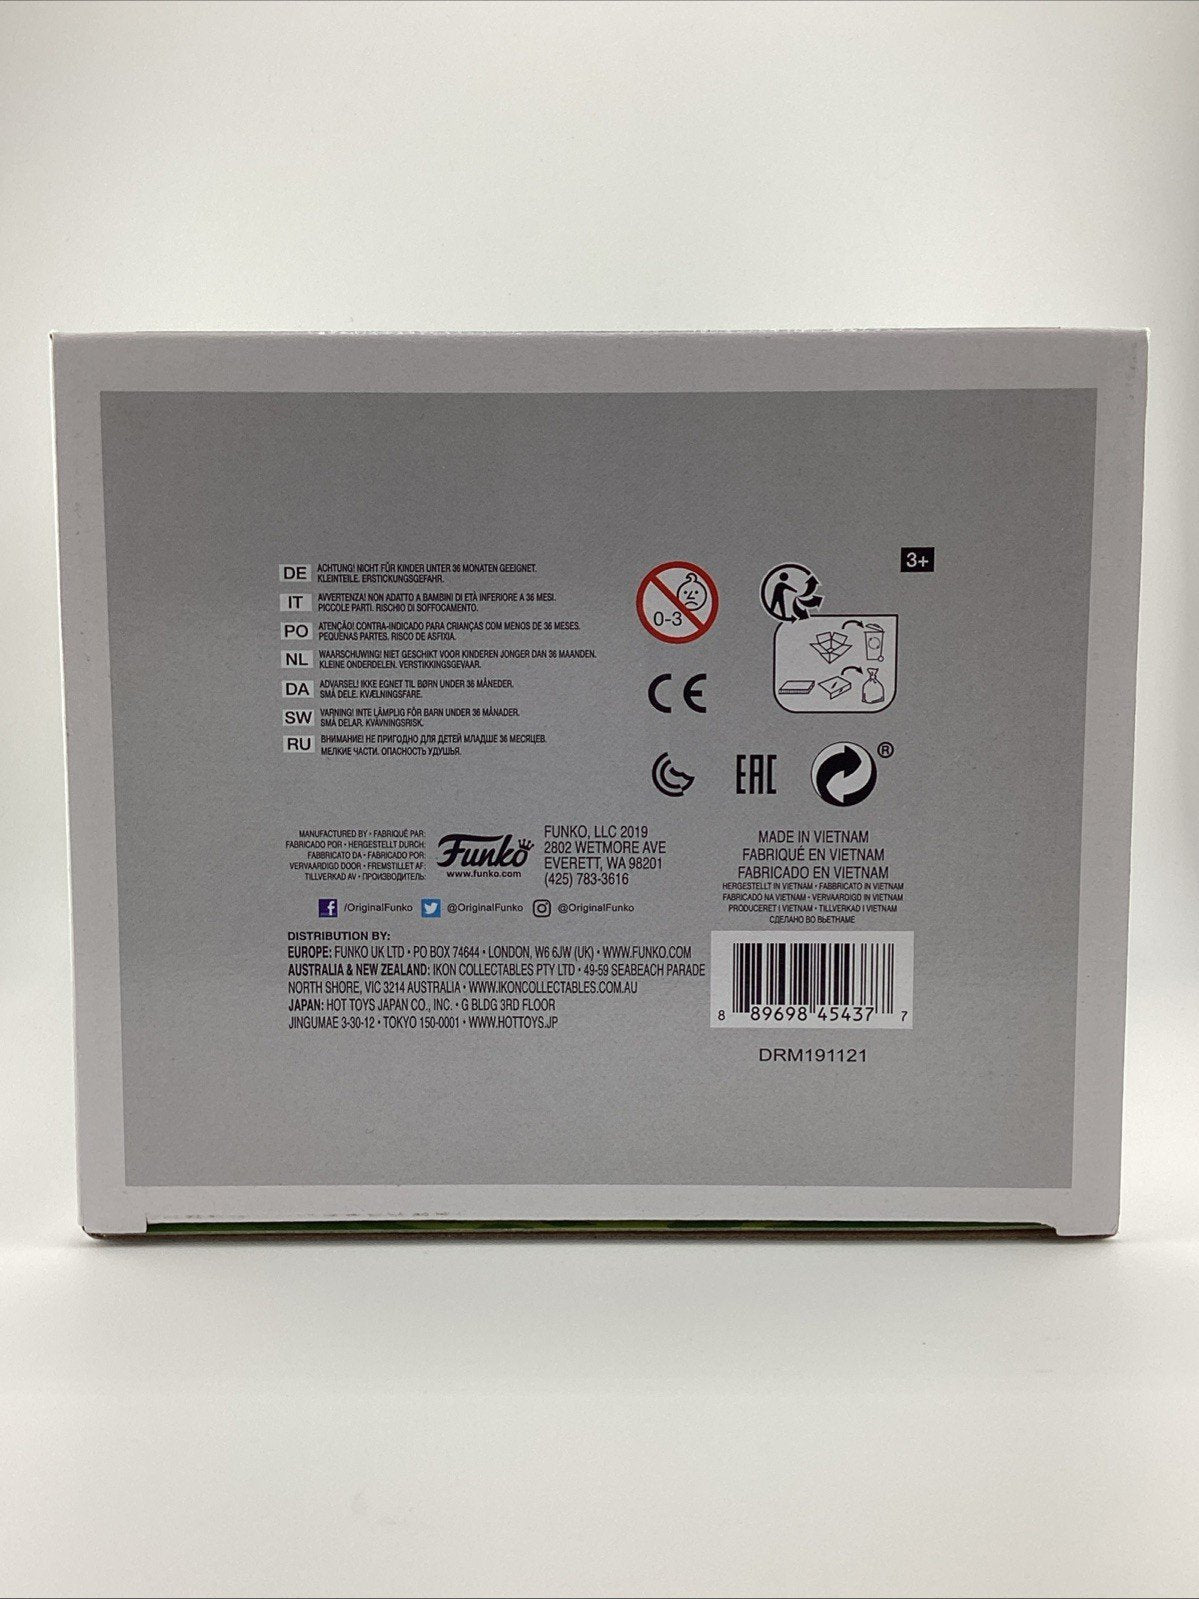 3+
DE ACHTUNG! NICHT FÜR KINDER UNTER 36 MONATEN GEEIGNET.
KLEINTEILE. ERSTICKUNGSGEFAHR.
IT AVVERTENZA! NON ADATTO A BAMBINI DI ETÀ INFERIORE A 36 MESI.
PICCOLE PARTI. RISCHIO DI SOFFOCAMENTO.
PO ATENÇÃO! CONTRA-INDICADO PARA CRIANÇAS COM MENOS DE 36 MESES.
PEQUENAS PARTES. RISCO DE ASFIXIA.
NL WAARSCHUWING! NIET GESCHIKT VOOR KINDEREN JONGER DAN 36 MAANDEN.
KLEINE ONDERDELEN. VERSTIKKINGSGEVAAR.
DA ADVARSEL! IKKE EGNET TIL BØRN UNDER 36 MÅNEDER.
SMÅ DELE. KVÆLNINGSFARE.
SW VARNING! INTE LÄMPLIG FÖR BARN UNDER 36 MÅNADER.
SMÅ DELAR. KVÄVNINGSRISK.
RU ВНИМАНИЕ! НЕ ПРИГОДНО ДЛЯ ДЕТЕЙ МЛАДШЕ 36 МЕСЯЦЕВ.
МЕЛКИЕ ЧАСТИ. ОПАСНОСТЬ УДУШЬЯ.
0-3
CE
EAC
®
MANUFACTURED BY • FABRIQUÉ PAR:
FABRICADO POR • HERGESTELLT DURCH:
FABBRICATO DA • FABRICADO POR:
VERVAARDIGD DOOR • FREMSTILLET AF:
TILLVERKAD AV • ПРОИЗВОДИТЕЛЬ:
Funko
www.funko.com
FUNKO, LLC 2019
2802 WETMORE AVE
EVERETT, WA 98201
(425) 783-3616
/OriginalFunko @OriginalFunko @OriginalFunko
MADE IN VIETNAM
FABRIQUÉ EN VIETNAM
FABRICADO EN VIETNAM
HERGESTELLT IN VIETNAM • FABBRICATO IN VIETNAM
FABRICADO NA VIETNAM • VERVAARDIGD IN VIETNAM
PRODUCERET I VIETNAM • TILLVERKAD I VIETNAM
СДЕЛАНО ВО ВЬЕТНАМЕ
DISTRIBUTION BY:
EUROPE: FUNKO UK LTD • PO BOX 74644 • LONDON, W6 6JW (UK) • WWW.FUNKO.COM
AUSTRALIA & NEW ZEALAND: IKON COLLECTABLES PTY LTD • 49-59 SEABEACH PARADE
NORTH SHORE, VIC 3214 AUSTRALIA • WWW.IKONCOLLECTABLES.COM.AU
JAPAN: HOT TOYS JAPAN CO., INC. • G BLDG 3RD FLOOR
JINGUMAE 3-30-12 • TOKYO 150-0001 • WWW.HOTTOYS.JP
8 89698 45437 7
DRM191121